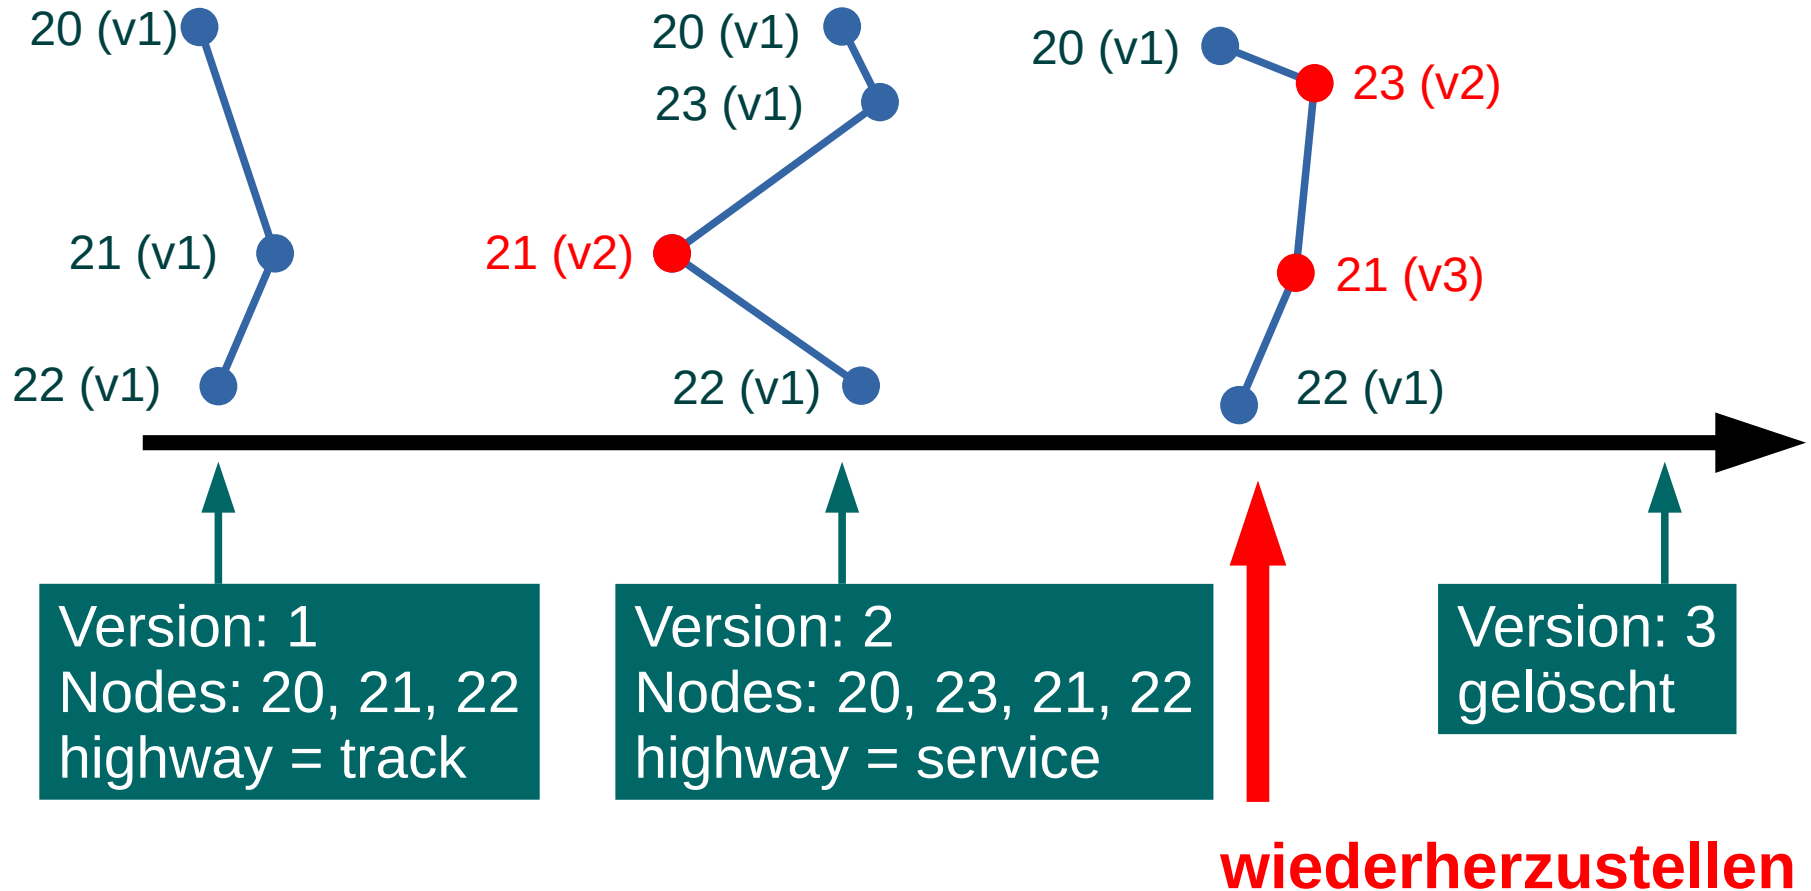 20 (v1)
21 (v1)
22 (v1)
20 (v1)
23 (v1)
21 (v2)
22 (v1)
20 (v1)
23 (v2)
21 (v3)
22 (v1)
Version: 1
Nodes: 20, 21, 22
highway = track
Version: 2
Nodes: 20, 23, 21, 22
highway = service
Version: 3
gelöscht
wiederherzustellen